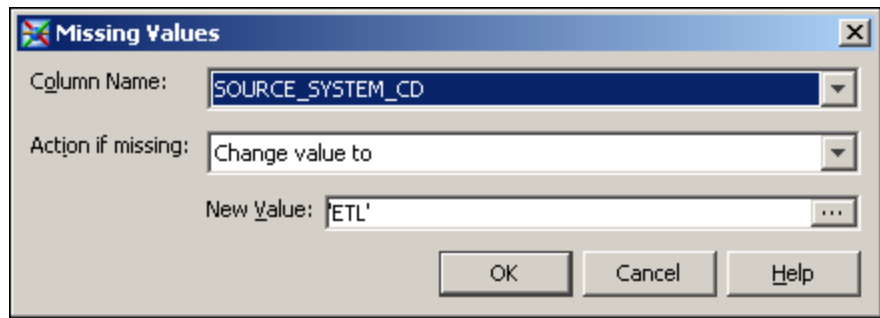 Missing Values
Column Name: SOURCE_SYSTEM_CD
Action if missing: Change value to
New Value: 'ETL' ...
OK Cancel Help